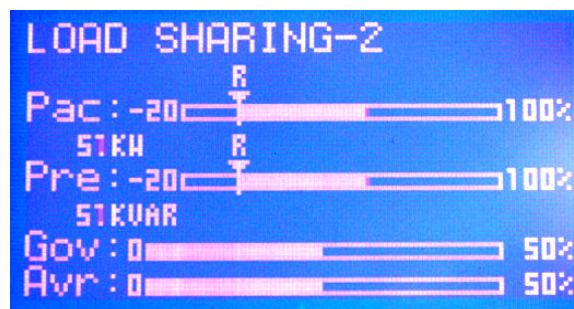 LOAD SHARING-2
R
Pac:-20 100%
51KW R
Pre:-20 100%
51KVAR
Gov:0 50%
Avr:0 50%